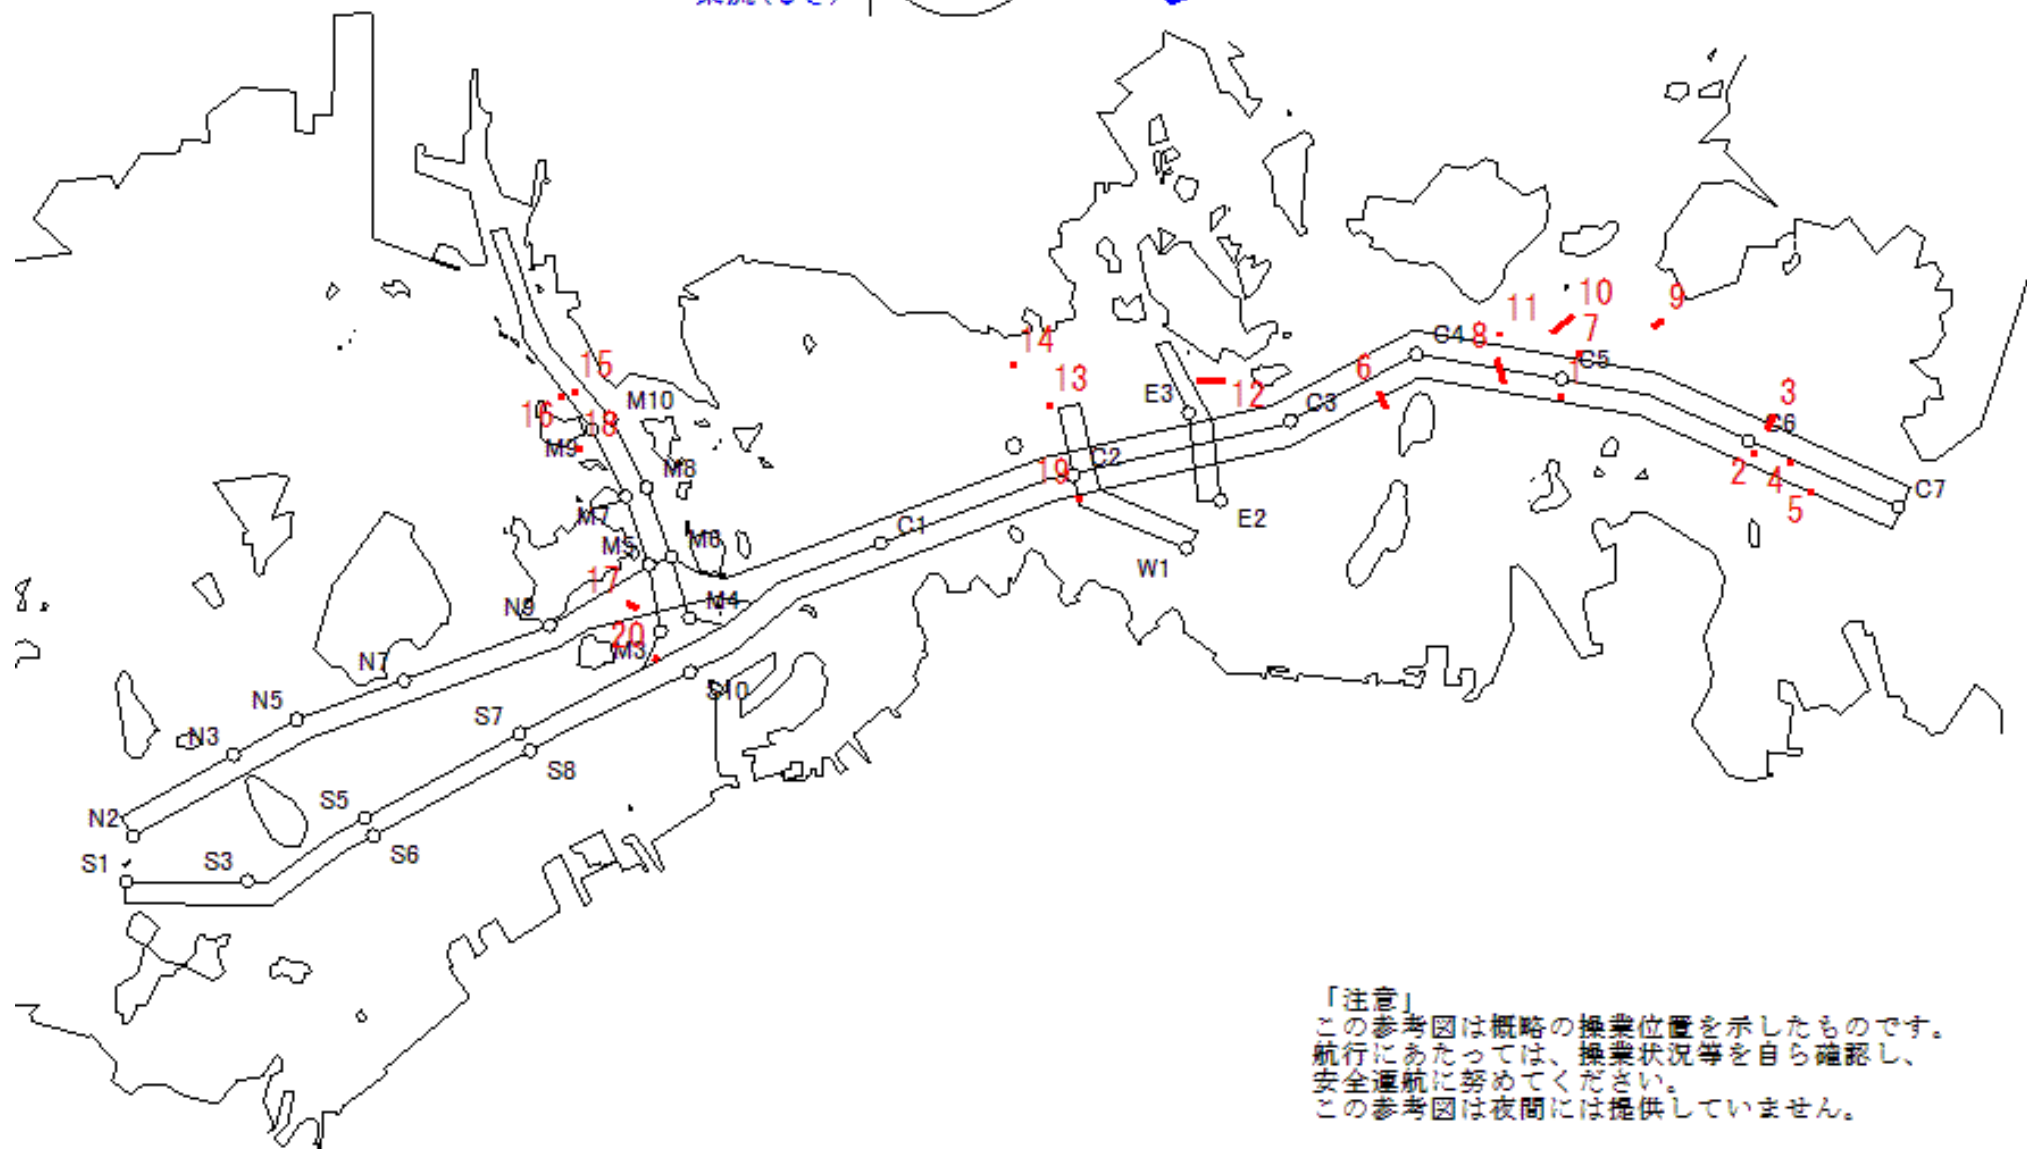 11
10
9
C4
8
7
C5
14
6
1
15
13
3
M10
E3
12
C3
16
18
C6
M9
C2
M8
19
2
4
C7
5
M7
C1
E2
M5
M6
W1
17
N9
M4
20
M3
N7
S10
N5
S7
N3
S8
S5
N2
S6
S1
S3
「注意」
この参考図は概略の操業位置を示したものです。
航行にあたっては、操業状況等を自ら確認し、
安全運航に努めてください。
この参考図は夜間には提供していません。